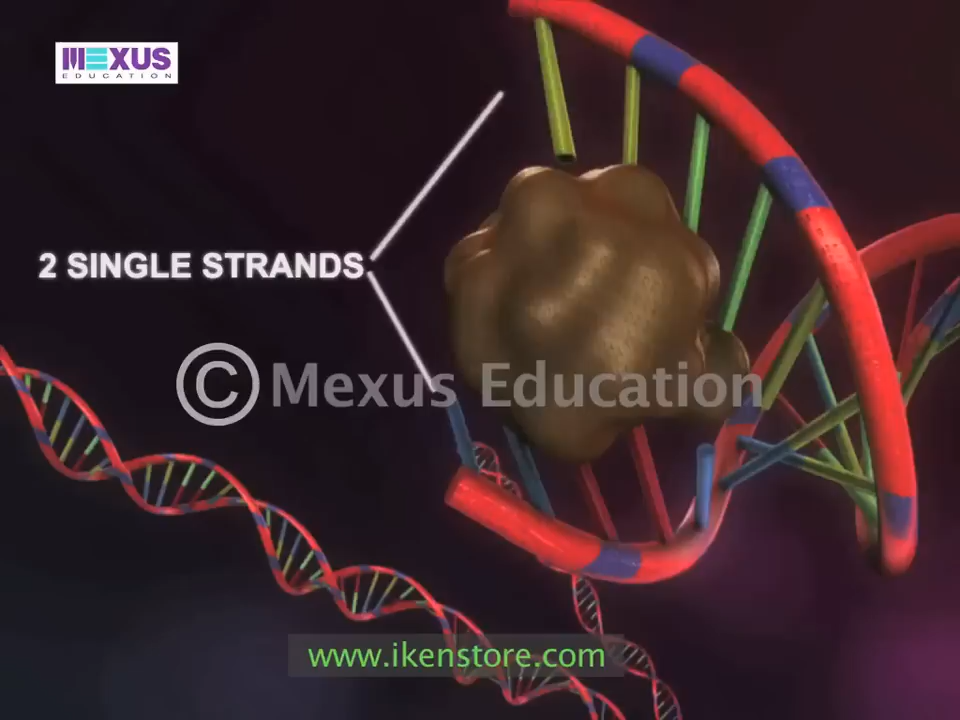 MEXUS
EDUCATION
2 SINGLE STRANDS
© Mexus Education
www.ikenstore.com